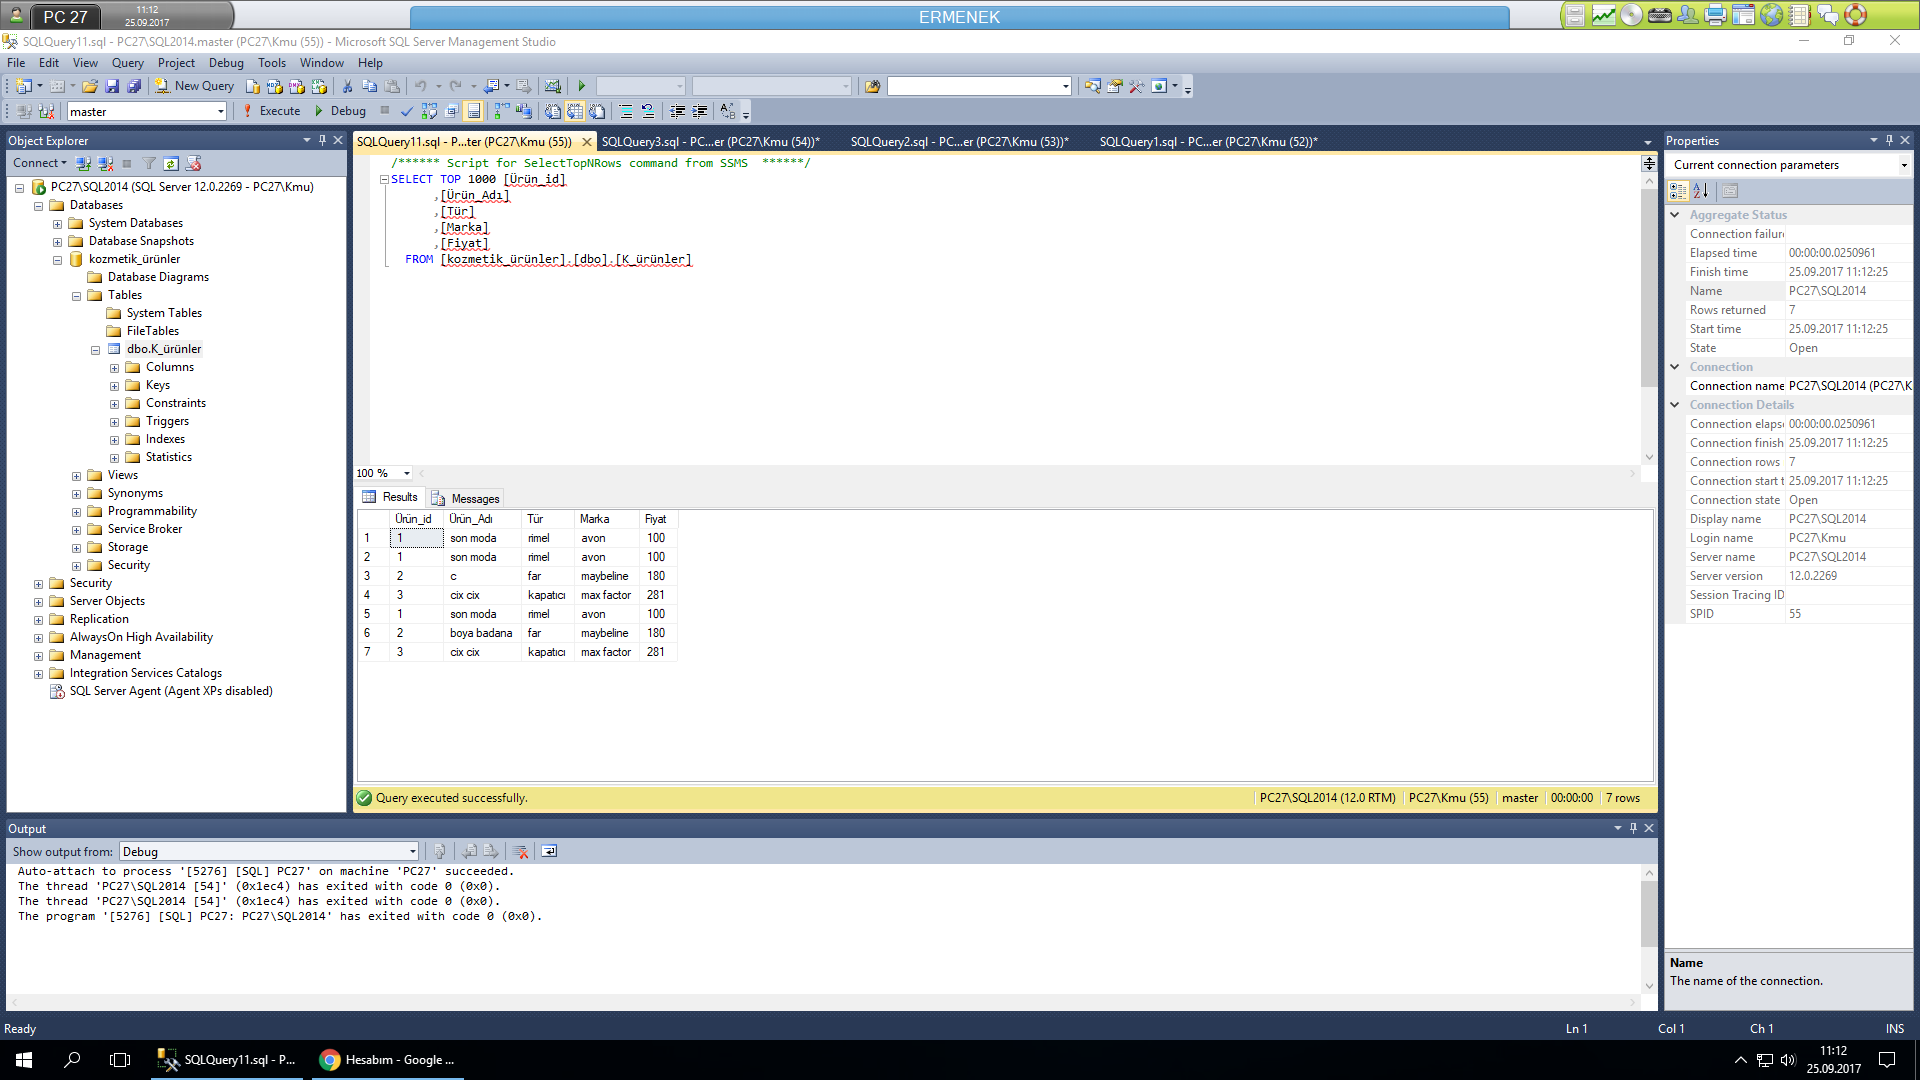 PC 27
11:12
25.09.2017
ERMENEK
SQLQuery11.sql - PC27\SQL2014.master (PC27\Kmu (55)) - Microsoft SQL Server Management Studio
File Edit View Query Project Debug Tools Window Help
New Query
master
Execute
Debug
Object Explorer
Connect
PC27\SQL2014 (SQL Server 12.0.2269 - PC27\Kmu)
Databases
System Databases
Database Snapshots
kozmetik_ürünler
Database Diagrams
Tables
System Tables
FileTables
dbo.K_ürünler
Columns
Keys
Constraints
Triggers
Indexes
Statistics
Views
Synonyms
Programmability
Service Broker
Storage
Security
Security
Server Objects
Replication
AlwaysOn High Availability
Management
Integration Services Catalogs
SQL Server Agent (Agent XPs disabled)
SQLQuery11.sql - P...ter (PC27\Kmu (55))
SQLQuery3.sql - PC...er (PC27\Kmu (54))*
SQLQuery2.sql - PC...er (PC27\Kmu (53))*
SQLQuery1.sql - PC...er (PC27\Kmu (52))*
/****** Script for SelectTopNRows command from SSMS  ******/
SELECT TOP 1000 [Ürün_id]
,[Ürün_Adı]
,[Tür]
,[Marka]
,[Fiyat]
FROM [kozmetik_ürünler].[dbo].[K_ürünler]
100 %
Results
Messages
Ürün_id Ürün_Adı Tür Marka Fiyat
1 1 son moda rimel avon 100
2 1 son moda rimel avon 100
3 2 c far maybeline 180
4 3 cix cix kapatıcı max factor 281
5 1 son moda rimel avon 100
6 2 boya badana far maybeline 180
7 3 cix cix kapatıcı max factor 281
Query executed successfully.
PC27\SQL2014 (12.0 RTM) PC27\Kmu (55) master 00:00:00 7 rows
Output
Show output from: Debug
Auto-attach to process '[5276] [SQL] PC27' on machine 'PC27' succeeded.
The thread 'PC27\SQL2014 [54]' (0x1ec4) has exited with code 0 (0x0).
The thread 'PC27\SQL2014 [54]' (0x1ec4) has exited with code 0 (0x0).
The program '[5276] [SQL] PC27: PC27\SQL2014' has exited with code 0 (0x0).
Properties
Current connection parameters
Aggregate Status
Connection failure
Elapsed time 00:00:00.0250961
Finish time 25.09.2017 11:12:25
Name PC27\SQL2014
Rows returned 7
Start time 25.09.2017 11:12:25
State Open
Connection
Connection name PC27\SQL2014 (PC27\K
Connection Details
Connection elapse 00:00:00.0250961
Connection finish 25.09.2017 11:12:25
Connection rows 7
Connection start t 25.09.2017 11:12:25
Connection state Open
Display name PC27\SQL2014
Login name PC27\Kmu
Server name PC27\SQL2014
Server version 12.0.2269
Session Tracing ID
SPID 55
Name
The name of the connection.
Ready
Ln 1
Col 1
Ch 1
INS
SQLQuery11.sql - P...
Hesabım - Google ...
11:12
25.09.2017